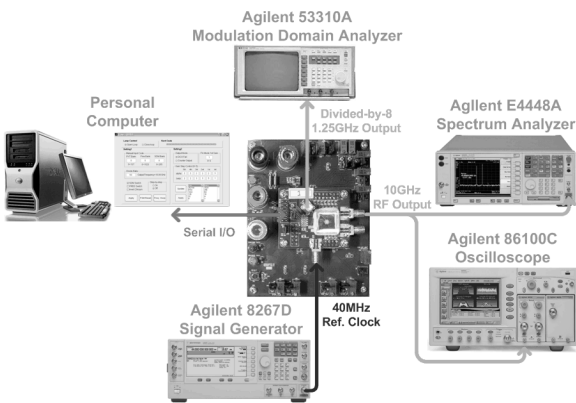 Agilent 53310A
Modulation Domain Analyzer
Personal
Computer
Divided-by-8
1.25GHz Output
Agilent E4448A
Spectrum Analyzer
10GHz
RF Output
Serial I/O
Agilent 86100C
Oscilloscope
Agilent 8267D
Signal Generator
40MHz
Ref. Clock